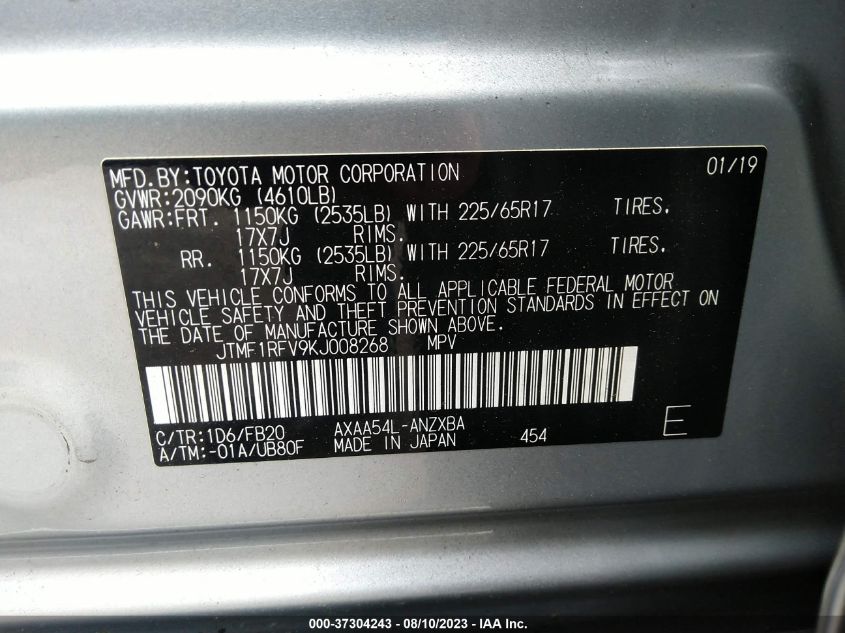 MFD.BY:TOYOTA MOTOR CORPORATION 01/19
GVWR:2090KG (4610LB)
GAWR:FRT. 1150KG (2535LB) WITH 225/65R17 TIRES.
17X7J RIMS.
RR. 1150KG (2535LB) WITH 225/65R17 TIRES.
17X7J RIMS.
THIS VEHICLE CONFORMS TO ALL APPLICABLE FEDERAL MOTOR
VEHICLE SAFETY AND THEFT PREVENTION STANDARDS IN EFFECT ON
THE DATE OF MANUFACTURE SHOWN ABOVE.
JTMF1RFV9KJ008268 MPV
C/TR:1D6/FB20 AXAA54L-ANZXBA
A/TM:-01A/UB80F MADE IN JAPAN 454 E
000-37304243 - 08/10/2023 - IAA Inc.